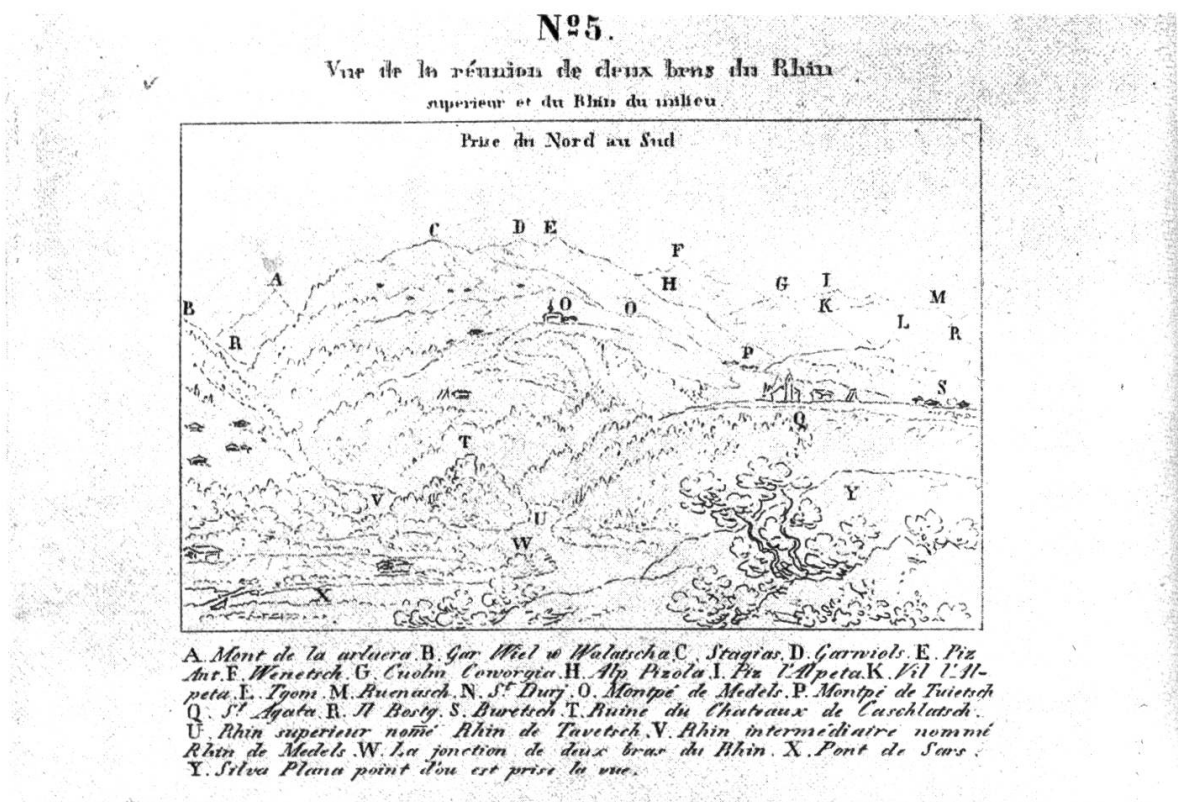 Nº5.
Vue de la réunion de deux bras du Rhin
superieur et du Rhin du milieu.
Prise du Nord au Sud
C D E
F
A H G I
B K M
O O L
R R
P
S
Q
T
V Y
U
W
X
A. Mont de la arluera. B. Gar Wiel w Walatscha C. Stagias. D. Garwiols. E. Piz
Ant. F. Wenetsch. G. Cuolm Coworgia. H. Alp Pizola. I. Piz l'Alpeta. K. Vil l'Al-
peta. L. Tgom. M. Ruenasch. N. St Durj. O. Montpé de Medels. P. Montpé de Tuietsch
Q. St Agata. R. Il Bostg. S. Buretsch. T. Ruine du Chateaux de Caschlatsch.
U. Rhin superieur nom̅é Rhin de Tavetsch. V. Rhin intermédiaire nommé
Rhin de Medels. W. La jonction de deux bras du Rhin. X. Pont de Sars.
Y. Silva Plana point d'ou est prise la vue.